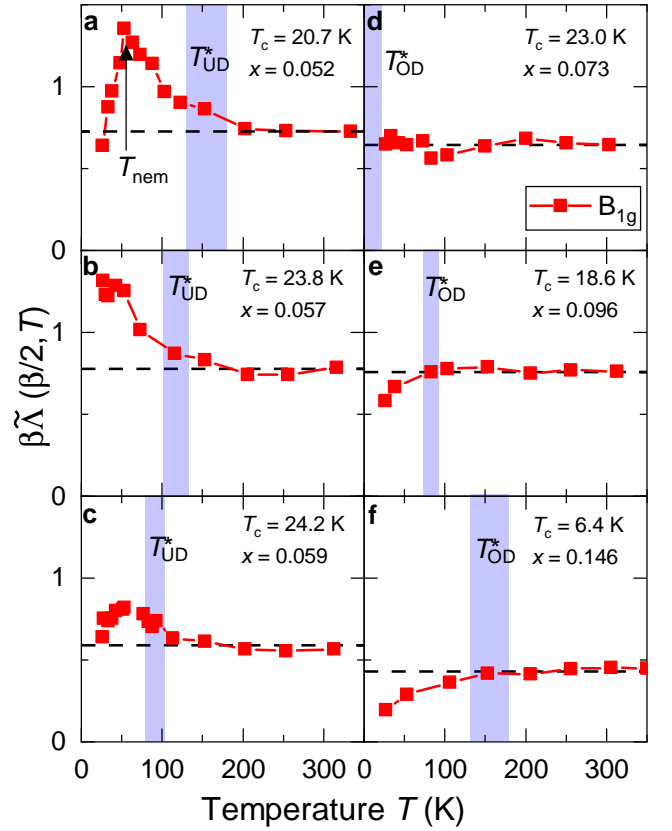 a
T*UD
Tc = 20.7 K
x = 0.052
Tnem
1
0
b
T*UD
Tc = 23.8 K
x = 0.057
1
0
c
T*UD
Tc = 24.2 K
x = 0.059
1
0
d
T*OD
Tc = 23.0 K
x = 0.073
B1g
e
T*OD
Tc = 18.6 K
x = 0.096
f
T*OD
Tc = 6.4 K
x = 0.146
0 100 200 300
0 100 200 300
βΛ̃ (β/2, T)
Temperature T (K)